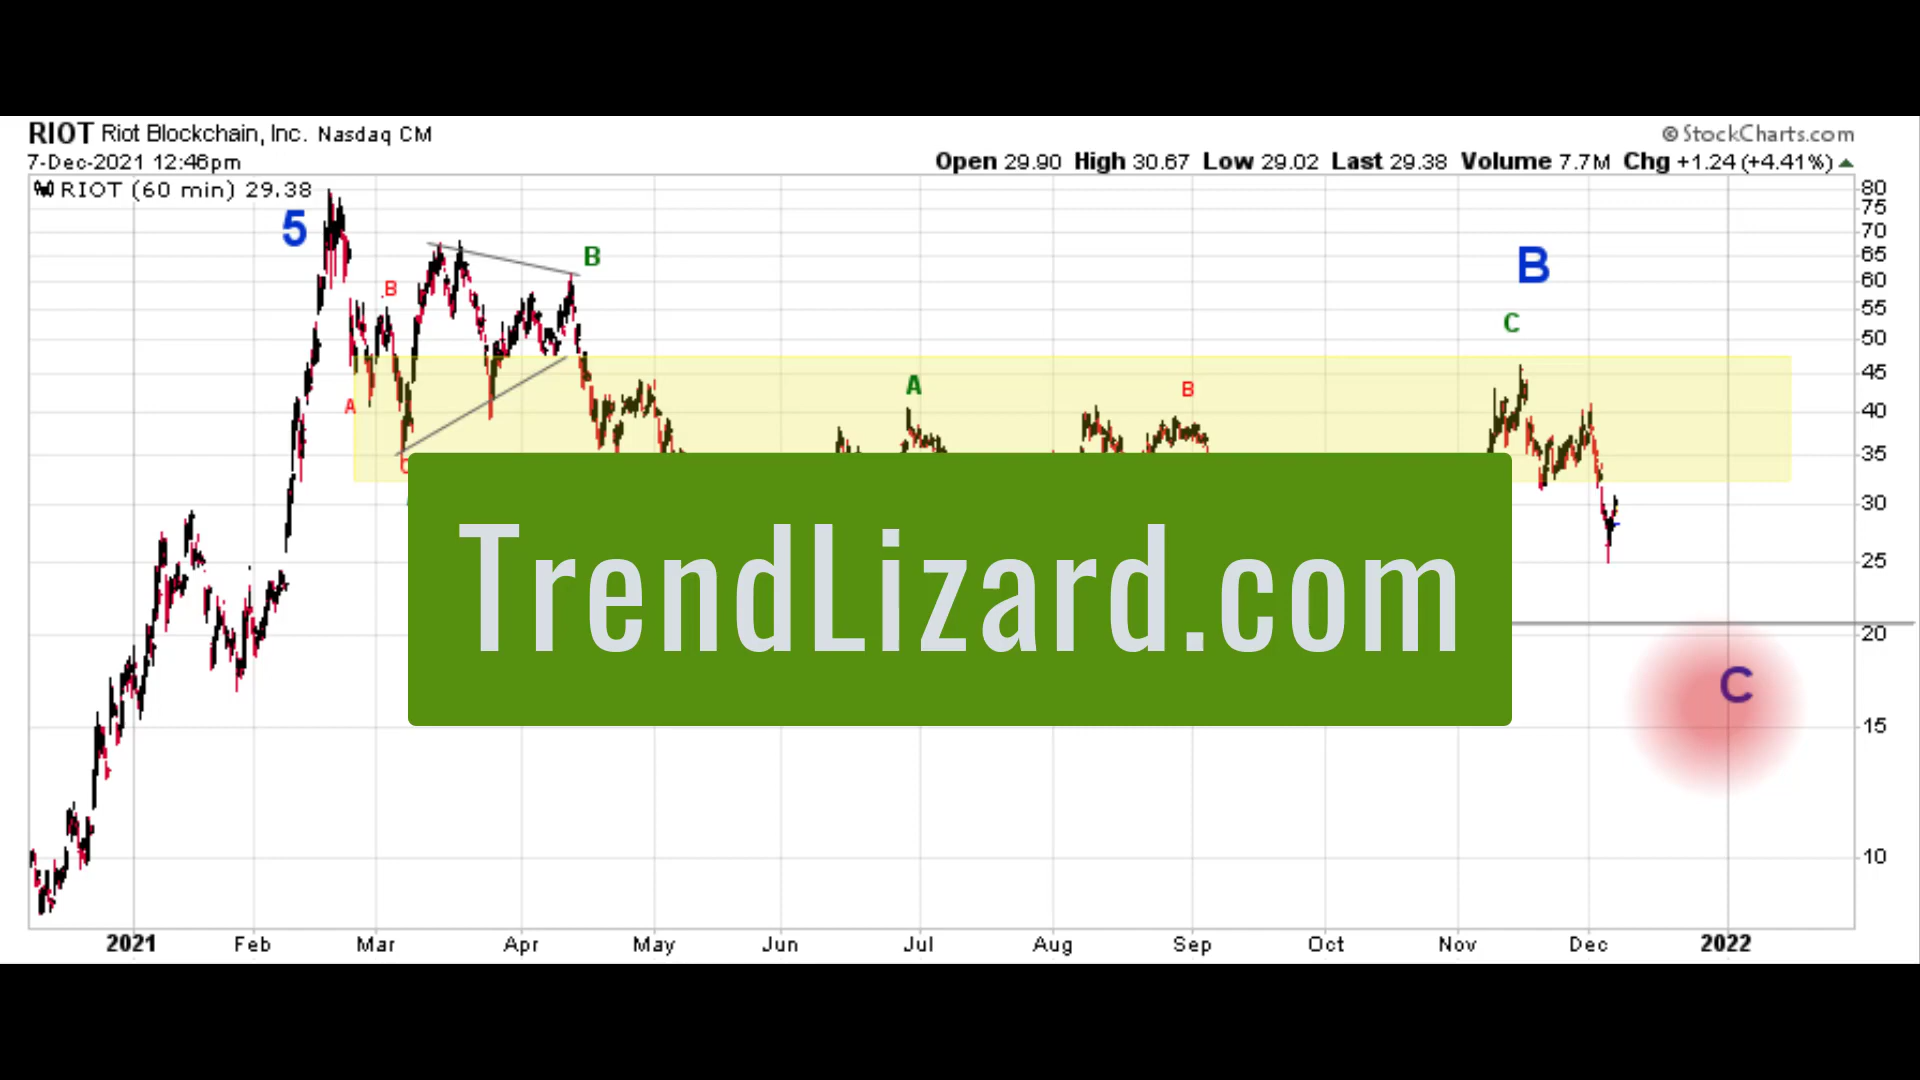 RIOT Riot Blockchain, Inc. Nasdaq CM
© StockCharts.com
7-Dec-2021 12:46pm
Open 29.90 High 30.67 Low 29.02 Last 29.38 Volume 7.7M Chg +1.24 (+4.41%)
RIOT (60 min) 29.38
80
75
70
65
60
55
50
45
40
35
30
25
20
15
10
5
B
B
B
C
A
B
A
C
TrendLizard.com
C
2021 Feb Mar Apr May Jun Jul Aug Sep Oct Nov Dec 2022